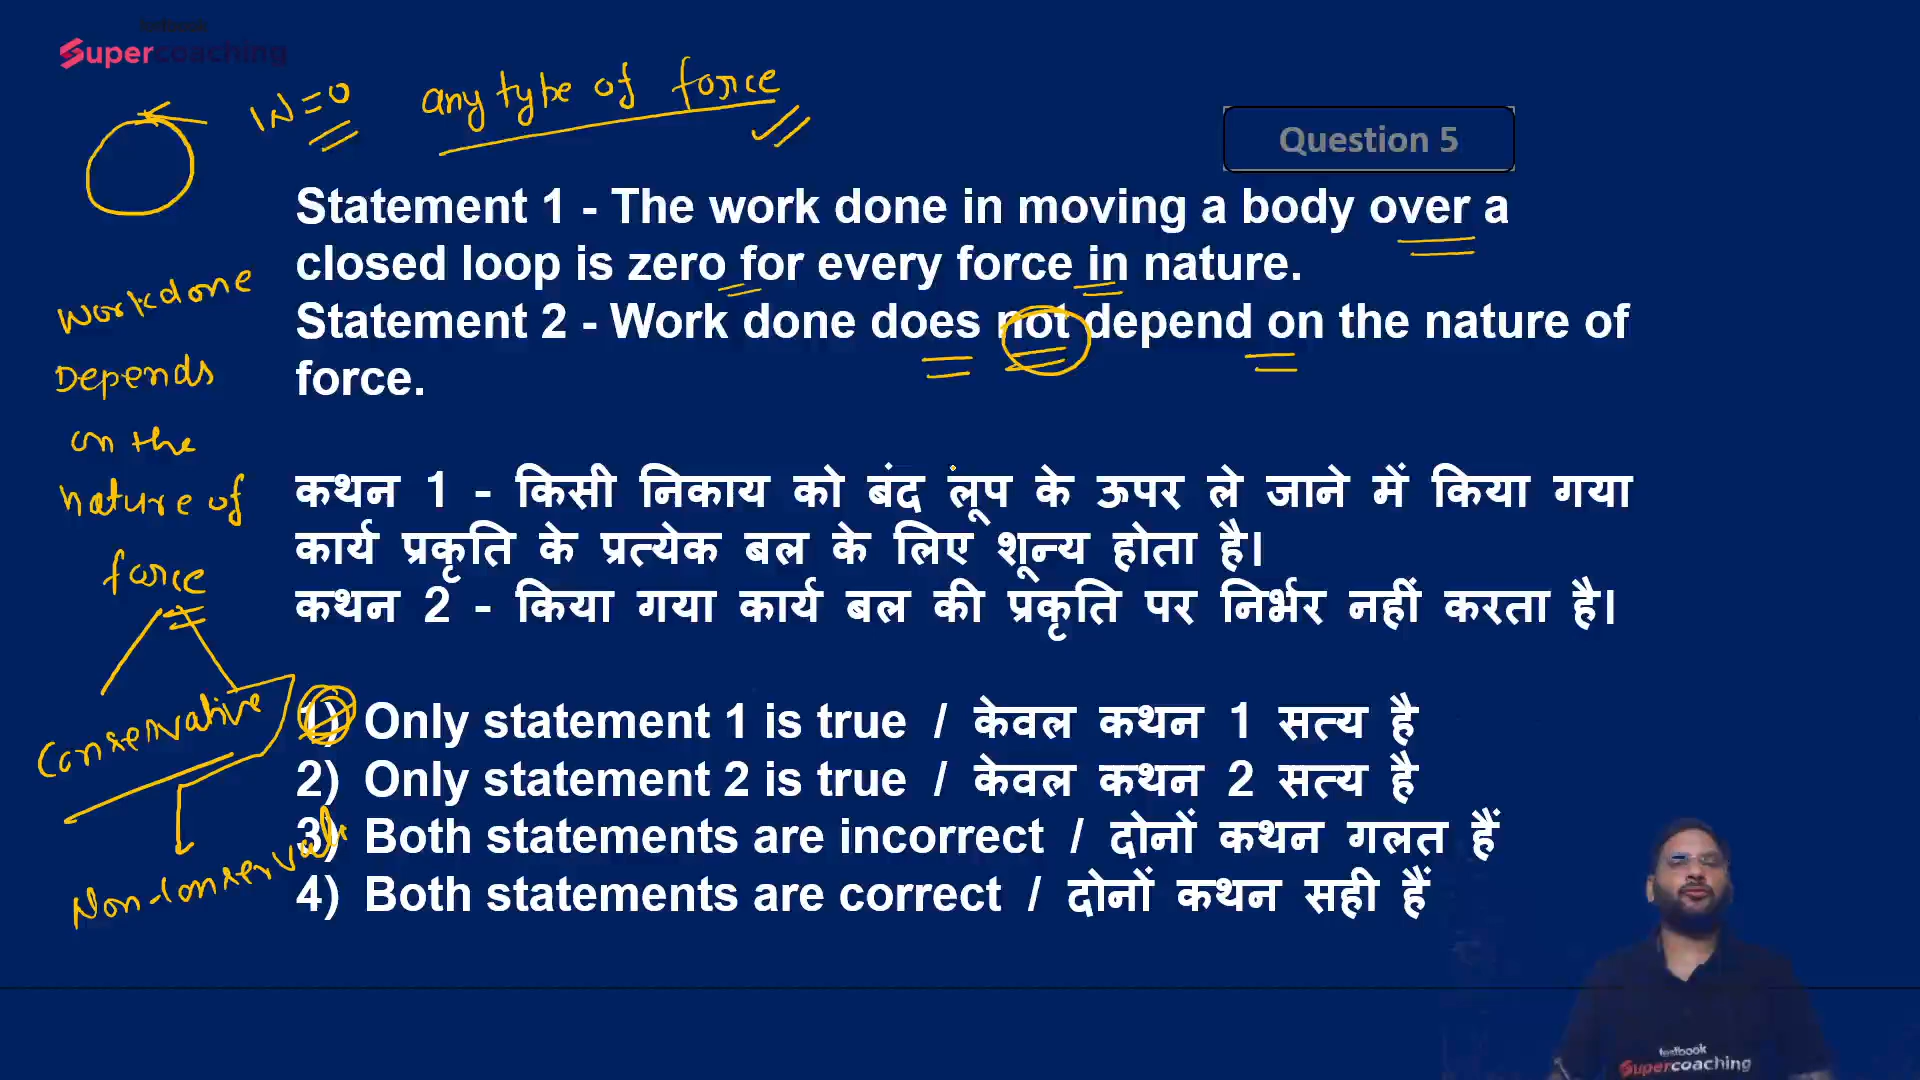 testbook
Supercoaching
W=0
any type of force
Question 5
Statement 1 - The work done in moving a body over a
closed loop is zero for every force in nature.
Statement 2 - Work done does not depend on the nature of
force.
workdone
Depends
on the
nature of
force
Conservative
कथन 1 - किसी निकाय को बंद लूप के ऊपर ले जाने में किया गया
कार्य प्रकृति के प्रत्येक बल के लिए शून्य होता है।
कथन 2 - किया गया कार्य बल की प्रकृति पर निर्भर नहीं करता है।
1) Only statement 1 is true / केवल कथन 1 सत्य है
2) Only statement 2 is true / केवल कथन 2 सत्य है
3) Both statements are incorrect / दोनों कथन गलत हैं
4) Both statements are correct / दोनों कथन सही हैं
testbook
Supercoaching